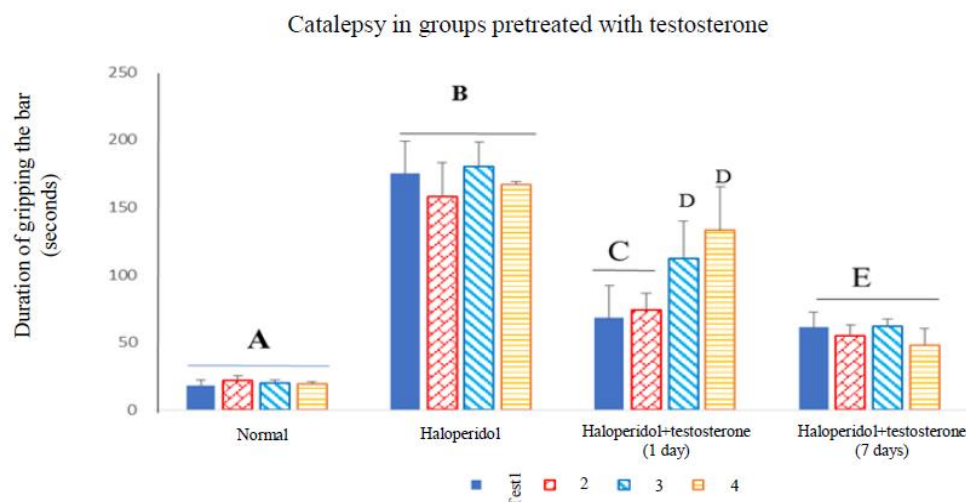 Catalepsy in groups pretreated with testosterone
Duration of gripping the bar
(seconds)
250
200
150
100
50
0
A
B
C
D
D
E
Normal
Haloperidol
Haloperidol+testosterone
(1 day)
Haloperidol+testosterone
(7 days)
Test1
2
3
4